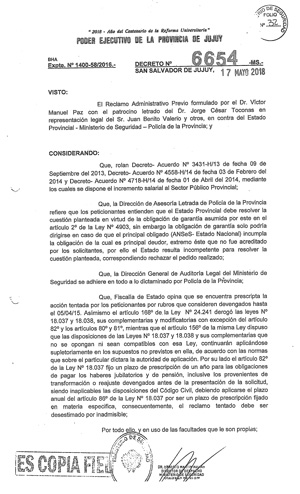 FOLIO
" 2018 - Año del Centenario de la Reforma Universitaria"
PODER EJECUTIVO DE LA PROVINCIA DE JUJUY
BHA
Expte. Nº 1400-58/2016.-
DECRETO Nº 6654 -MS.-
SAN SALVADOR DE JUJUY, 17 MAYO 2018
VISTO:
El Reclamo Administrativo Previo formulado por el Dr. Víctor
Manuel Paz con el patrocinio letrado del Dr. Jorge César Toconas en
representación legal del Sr. Juan Benito Valerio y otros, en contra del Estado
Provincial - Ministerio de Seguridad – Policía de la Provincia; y
CONSIDERANDO:
Que, rolan Decreto- Acuerdo Nº 3431-H/13 de fecha 09 de
Septiembre del 2013, Decreto- Acuerdo Nº 4558-H/14 de fecha 03 de Febrero del
2014 y Decreto- Acuerdo Nº 4718-H/14 de fecha 01 de Abril de 2014, mediante
los cuales se dispone el incremento salarial al Sector Público Provincial;
Que, la Dirección de Asesoría Letrada de Policía de la Provincia
refiere que los peticionantes entienden que el Estado Provincial debe resolver la
cuestión planteada en virtud de la obligación de garantía asumida por este en el
artículo 2º de la Ley Nº 4903, sin embargo la obligación de garantía solo podría
dirigirse en caso de que el principal obligado (ANSeS- Estado Nacional) incumpla
la obligación de la cual es principal deudor, extremo éste que no fue acreditado
por los solicitantes, por ello el Estado resulta incompetente para resolver la
cuestión planteada, correspondiendo rechazar el pedido realizado;
Que, la Dirección General de Auditoría Legal del Ministerio de
Seguridad se adhiere en todo a lo dictaminado por Policía de la Provincia;
Que, Fiscalía de Estado opina que se encuentra prescripta la
acción tentada por los peticionantes por rubros que consideran devengados hasta
el 05/04/15. Asimismo el artículo 168º de la Ley Nº 24.241 derogó las leyes Nº
18.037 y 18.038, sus complementarias y modificatorias con excepción del artículo
82º y los artículos 80º y 81º, mientras que el artículo 156º de la misma Ley dispuso
que las disposiciones de las Leyes Nº 18.037 y 18.038 y sus complementarias que
no se opongan ni sean compatibles con esa Ley, continuarán aplicándose
supletoriamente en los supuestos no previstos en ella, de acuerdo con las normas
que sobre el particular dictara la autoridad de aplicación. Por su lado el artículo 82º
de la Ley Nº 18.037 fijo un plazo de prescripción de un año para las obligaciones
de pagar los haberes jubilatorios y de pensión, inclusive los provenientes de
transformación o reajuste devengados antes de la presentación de la solicitud,
siendo inaplicables las disposiciones del Código Civil, debiendo aplicarse el plazo
anual del artículo 86º de la Ley Nº 18.037 por ser un plazo de prescripción fijado
en materia específica, consecuentemente, el reclamo tentado debe ser
desestimado por inadmisible;
Por todo ello, y en uso de las facultades que le son propias;
ES COPIA FIEL